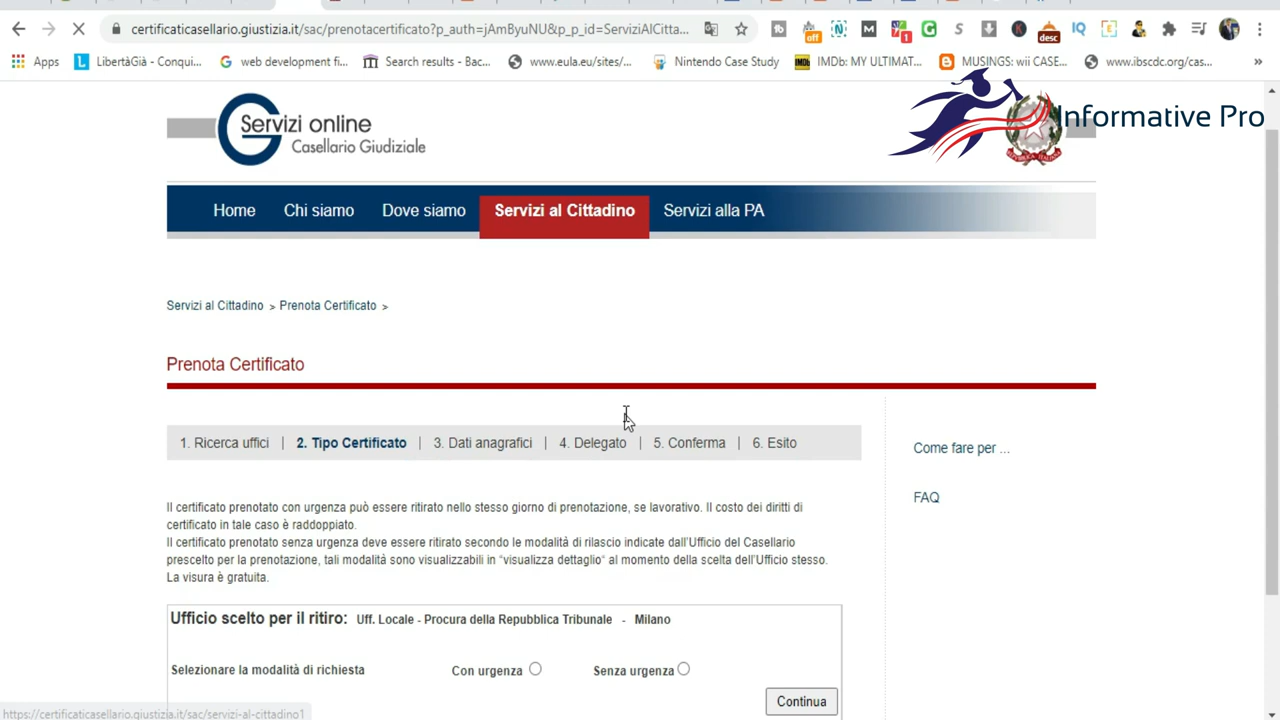 certificaticasellario.giustizia.it/sac/prenotacertificato?p_auth=jAmByuNU&p_p_id=ServiziAlCitta...
off
N
M
1
G
S
K
desc
IQ
E
Apps
L
LibertàGià - Conqui...
G
web development fi...
Search results - Bac...
www.eula.eu/sites/...
Nintendo Case Study
IMDb
IMDb: MY ULTIMAT...
MUSINGS: wii CASE...
www.ibscdc.org/cas...
»
Servizi online
Casellario Giudiziale
REPVBBLICA ITALIANA
Informative Pro
Home
Chi siamo
Dove siamo
Servizi al Cittadino
Servizi alla PA
Servizi al Cittadino > Prenota Certificato >
Prenota Certificato
1. Ricerca uffici | 2. Tipo Certificato | 3. Dati anagrafici | 4. Delegato | 5. Conferma | 6. Esito
Come fare per ...
FAQ
Il certificato prenotato con urgenza può essere ritirato nello stesso giorno di prenotazione, se lavorativo. Il costo dei diritti di
certificato in tale caso è raddoppiato.
Il certificato prenotato senza urgenza deve essere ritirato secondo le modalità di rilascio indicate dall'Ufficio del Casellario
prescelto per la prenotazione, tali modalità sono visualizzabili in "visualizza dettaglio" al momento della scelta dell'Ufficio stesso.
La visura è gratuita.
Ufficio scelto per il ritiro: Uff. Locale - Procura della Repubblica Tribunale - Milano
Selezionare la modalità di richiesta Con urgenza Senza urgenza
Continua
https://certificaticasellario.giustizia.it/sac/servizi-al-cittadino1